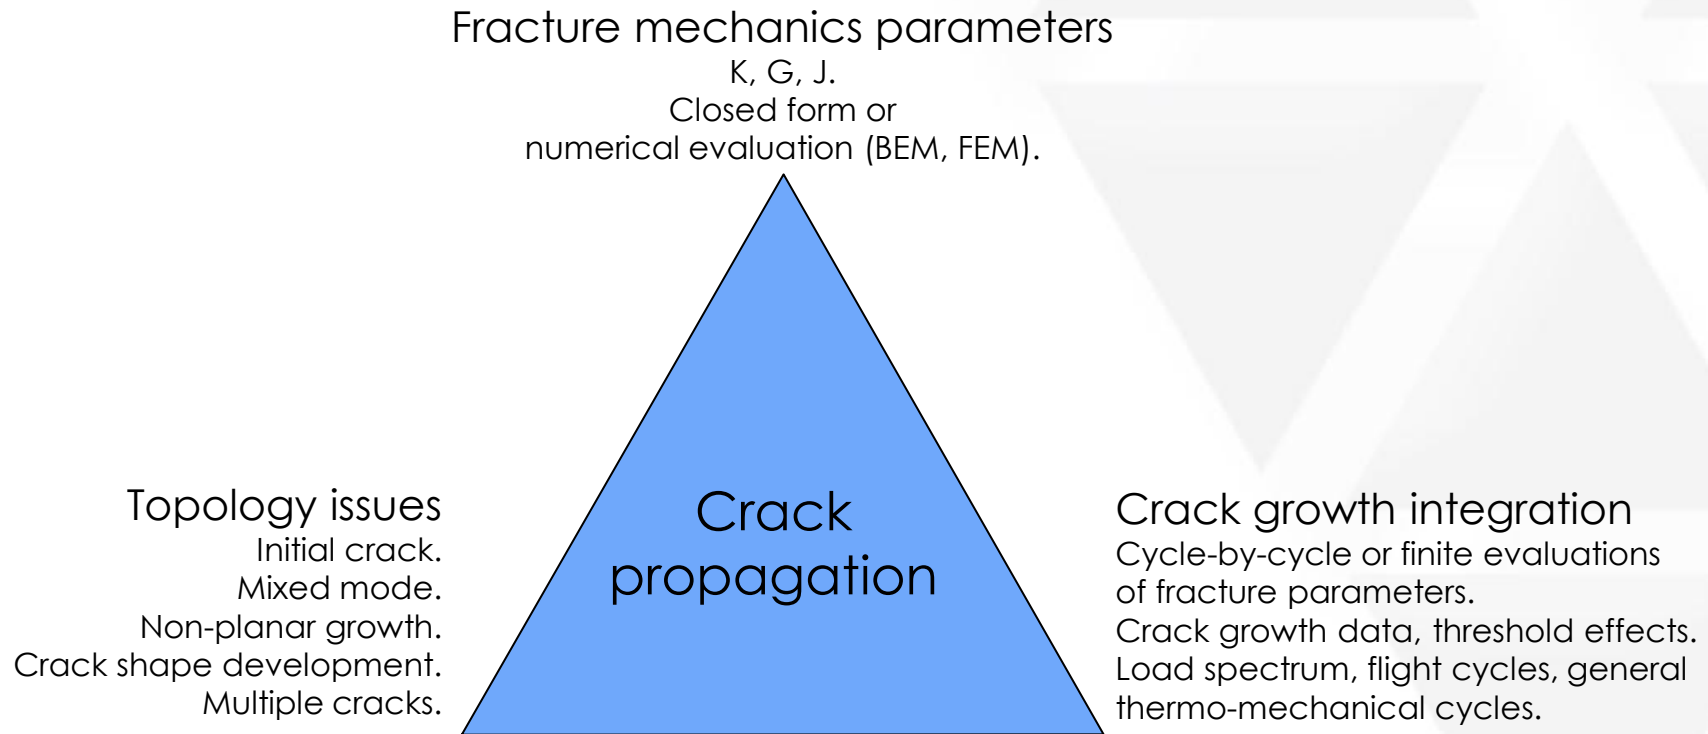 Fracture mechanics parameters
K, G, J.
Closed form or
numerical evaluation (BEM, FEM).
Topology issues
Initial crack.
Mixed mode.
Non-planar growth.
Crack shape development.
Multiple cracks.
Crack
propagation
Crack growth integration
Cycle-by-cycle or finite evaluations
of fracture parameters.
Crack growth data, threshold effects.
Load spectrum, flight cycles, general
thermo-mechanical cycles.